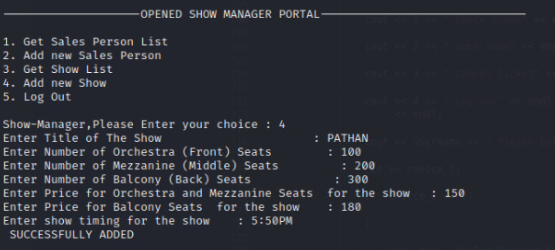 OPENED SHOW MANAGER PORTAL
1. Get Sales Person List
2. Add new Sales Person
3. Get Show List
4. Add new Show
5. Log Out
Show-Manager,Please Enter your choice : 4
Enter Title of The Show : PATHAN
Enter Number of Orchestra (Front) Seats : 100
Enter Number of Mezzanine (Middle) Seats : 200
Enter Number of Balcony (Back) Seats : 300
Enter Price for Orchestra and Mezzanine Seats for the show : 150
Enter Price for Balcony Seats for the show : 180
Enter show timing for the show : 5:50PM
SUCCESSFULLY ADDED